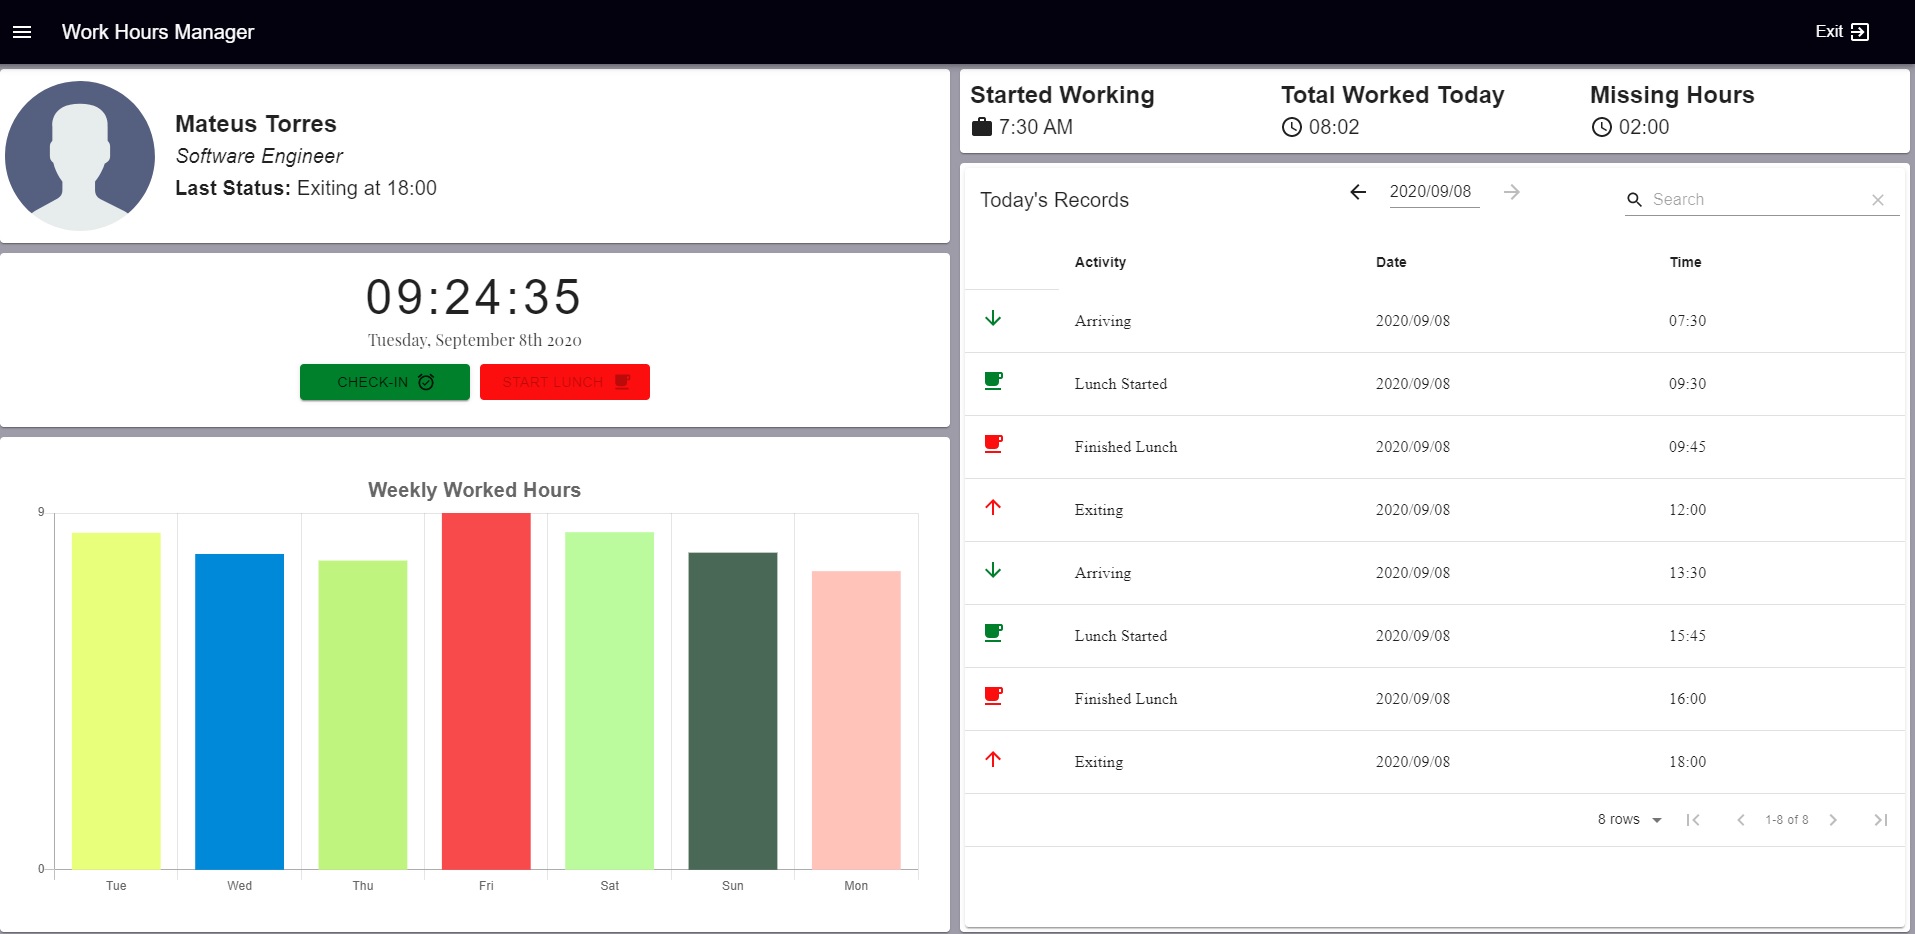 Work Hours Manager
Exit
Mateus Torres
Software Engineer
Last Status: Exiting at 18:00
09:24:35
Tuesday, September 8th 2020
CHECK-IN
START LUNCH
Weekly Worked Hours
9
0
Tue Wed Thu Fri Sat Sun Mon
Started Working Total Worked Today Missing Hours
7:30 AM 08:02 02:00
Today's Records 2020/09/08 Search
Activity Date Time
Arriving 2020/09/08 07:30
Lunch Started 2020/09/08 09:30
Finished Lunch 2020/09/08 09:45
Exiting 2020/09/08 12:00
Arriving 2020/09/08 13:30
Lunch Started 2020/09/08 15:45
Finished Lunch 2020/09/08 16:00
Exiting 2020/09/08 18:00
8 rows 1-8 of 8